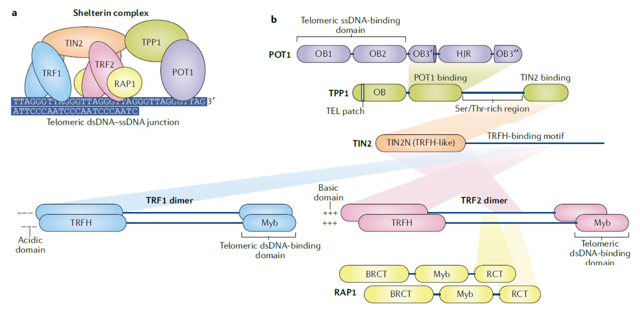 a
Shelterin complex
TIN2
TPP1
TRF1
TRF2
RAP1
POT1
TTAGGGTTAGGGTTAGGGTTAGGGTTAGGGTTAG3′
ATTCCCAATCCCAATCCCAATC
Telomeric dsDNA–ssDNA junction
b
Telomeric ssDNA-binding
domain
POT1
OB1
OB2
OB3′
HJR
OB3″
POT1 binding
TIN2 binding
TPP1
OB
TEL patch
Ser/Thr-rich region
TIN2
TIN2N (TRFH-like)
TRFH-binding motif
TRF1 dimer
----
----
TRFH
Myb
Acidic
domain
Telomeric dsDNA-binding
domain
Basic
domain
TRF2 dimer
+++
+++
TRFH
Myb
Telomeric
dsDNA-binding
domain
BRCT
Myb
RCT
RAP1
BRCT
Myb
RCT